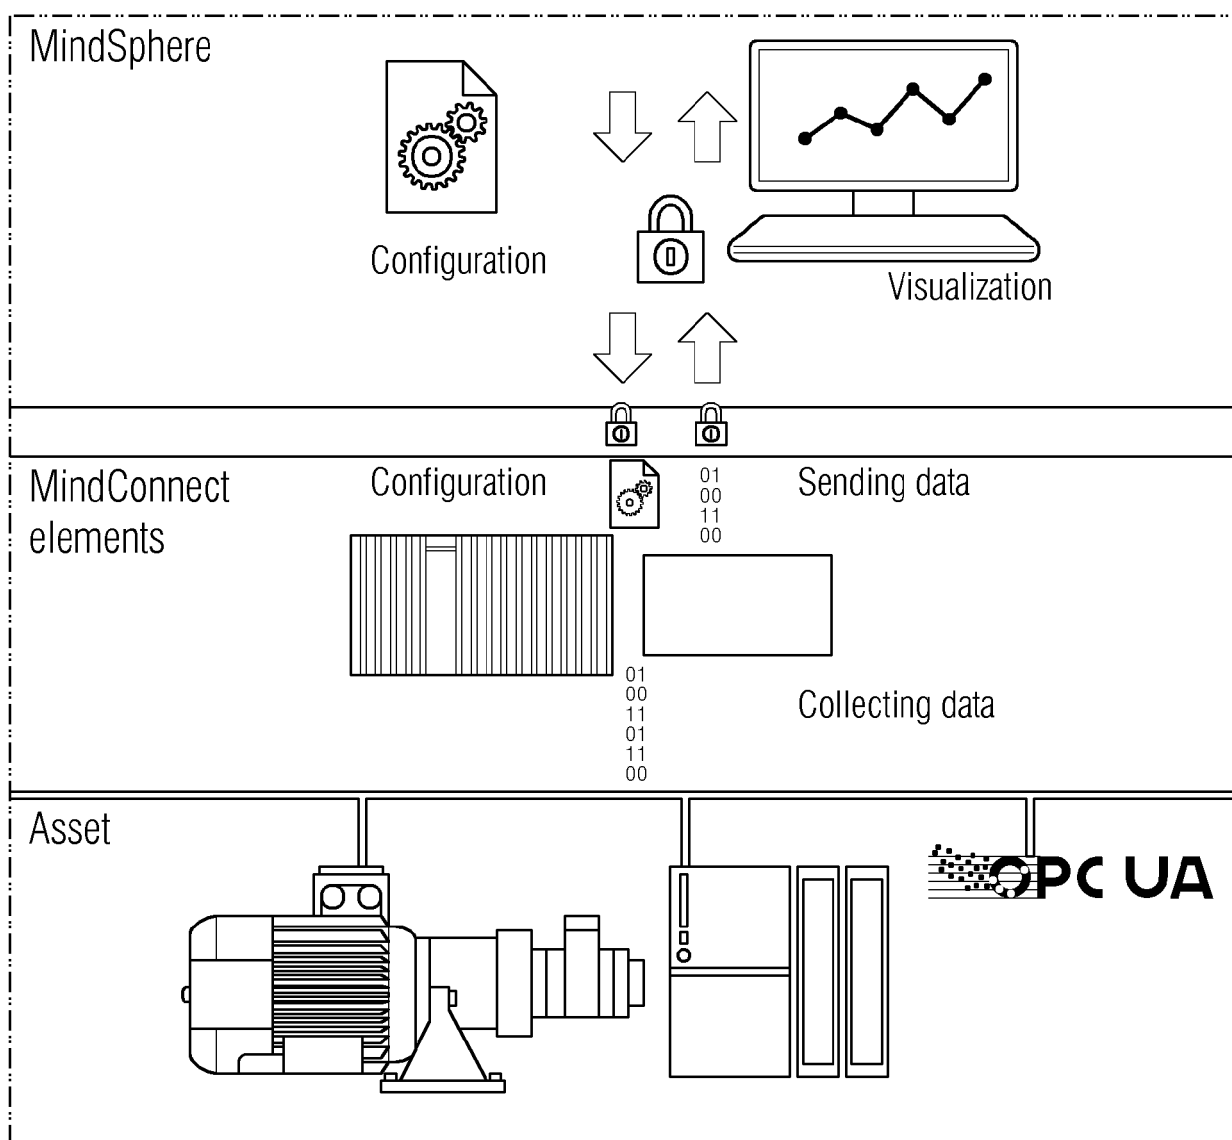 MindSphere
Configuration
Visualization
MindConnect
elements
Configuration
Sending data
01
00
11
00
01
00
11
01
11
00
Collecting data
Asset
OPC UA